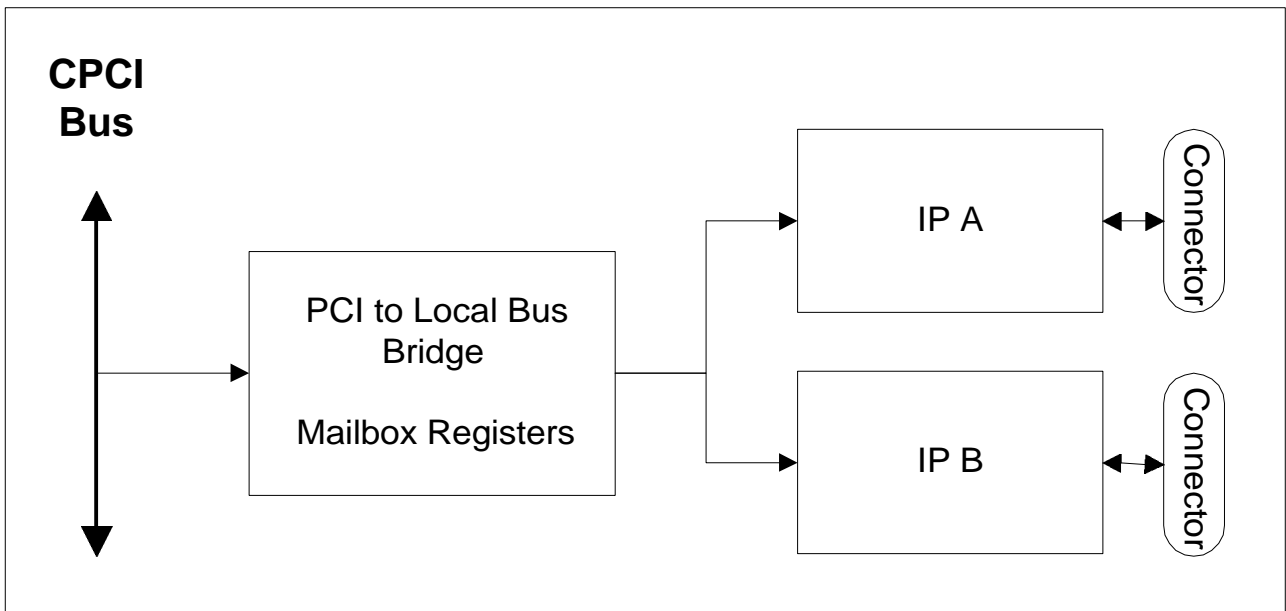 CPCI
Bus
PCI to Local Bus
Bridge
Mailbox Registers
IP A
Connector
IP B
Connector